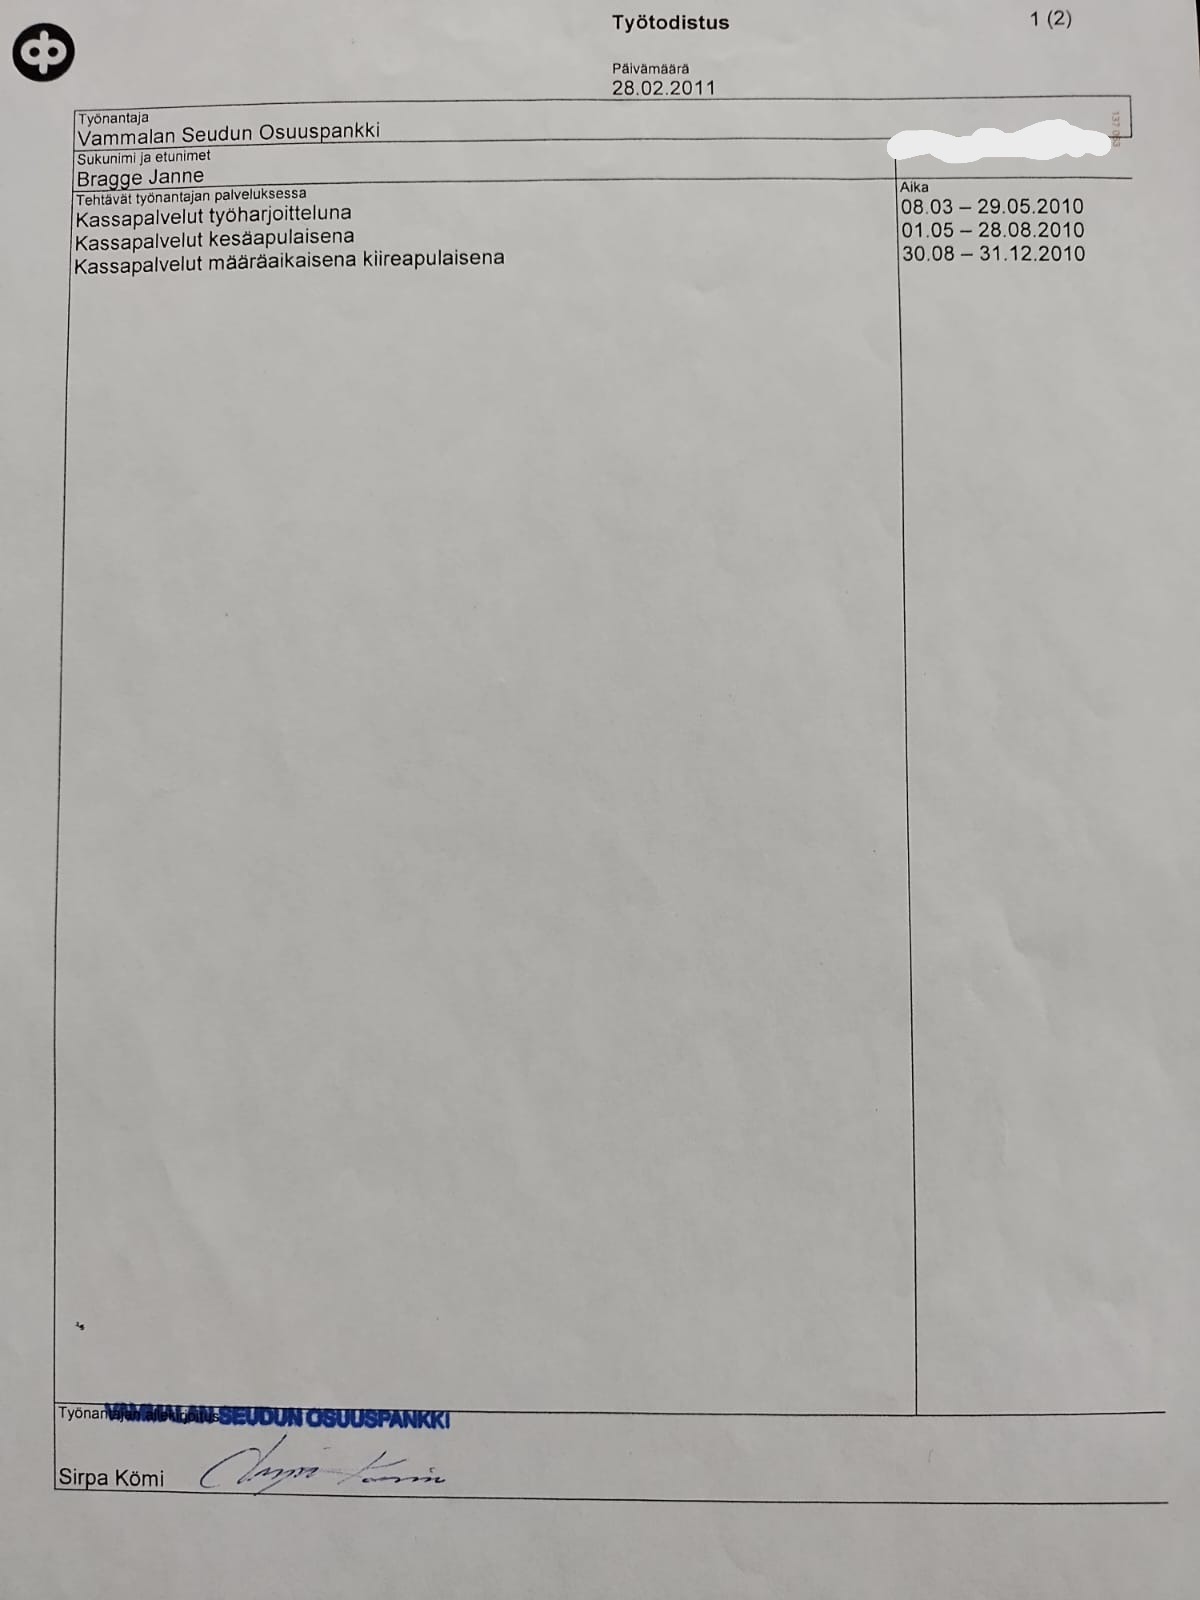 Työtodistus
1 (2)
Päivämäärä
28.02.2011
Työnantaja
Vammalan Seudun Osuuspankki
Sukunimi ja etunimet
Bragge Janne
Tehtävät työnantajan palveluksessa
Aika
Kassapalvelut työharjoitteluna
08.03 – 29.05.2010
Kassapalvelut kesäapulaisena
01.05 – 28.08.2010
Kassapalvelut määräaikaisena kiireapulaisena
30.08 – 31.12.2010
Työnantajan allekirjoitus
VAMMALAN SEUDUN OSUUSPANKKI
Sirpa Kömi